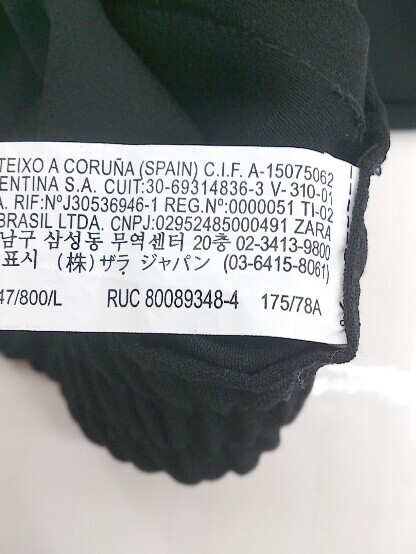 TEIXO A CORUÑA (SPAIN) C.I.F. A-15075062
ENTINA S.A. CUIT:30-69314836-3 V-310-01
A. RIF:NºJ30536946-1 REG.Nº:0000051 TI-02
BRASIL LTDA. CNPJ:02952485000491 ZARA
남구 삼성동 무역센터 20층 02-3413-9800
표시 (株)ザラ ジャパン (03-6415-8061)
47/800/L RUC 80089348-4 175/78A